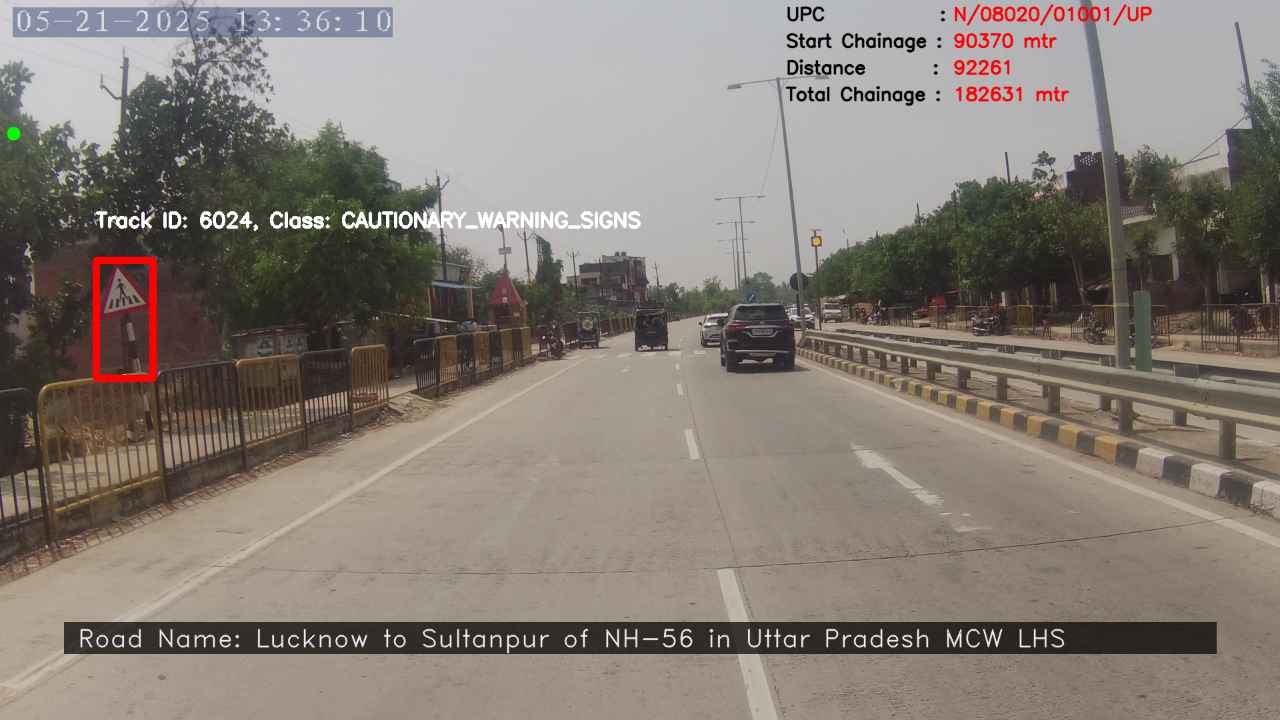 05-21-2025 13:36:10
UPC : N/08020/01001/UP
Start Chainage : 90370 mtr
Distance : 92261
Total Chainage : 182631 mtr
Track ID: 6024, Class: CAUTIONARY_WARNING_SIGNS
Road Name: Lucknow to Sultanpur of NH-56 in Uttar Pradesh MCW LHS